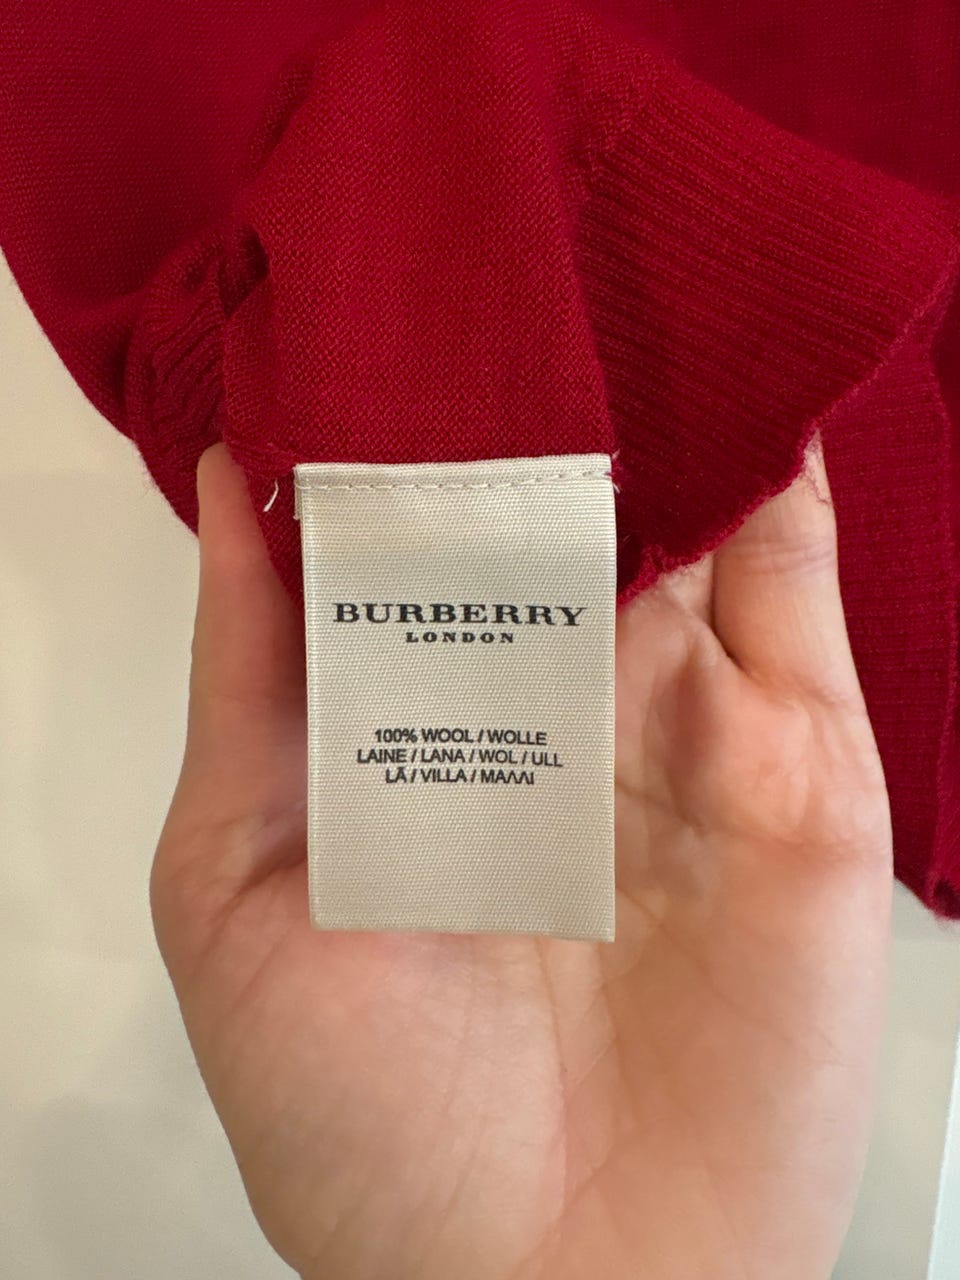 BURBERRY
LONDON
100% WOOL / WOLLE
LAINE / LANA / WOL / ULL
LÃ / VILLA / ΜΑΛΛΙ